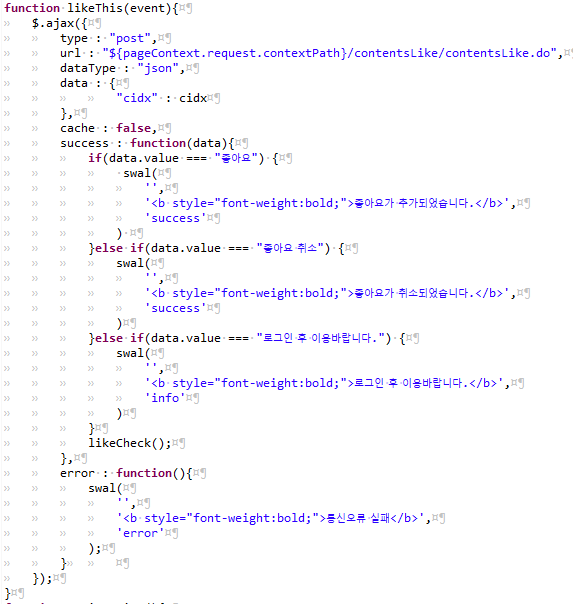 function likeThis(event){
    $.ajax({
        type : "post",
        url : "${pageContext.request.contextPath}/contentsLike/contentsLike.do",
        dataType : "json",
        data : {
                "cidx" : cidx
        },
        cache : false,
        success : function(data){
            if(data.value === "좋아요") {
                 swal(
                    '',
                    '<b style="font-weight:bold;">좋아요가 추가되었습니다.</b>',
                    'success'
                )
            }else if(data.value === "좋아요 취소") {
                swal(
                    '',
                    '<b style="font-weight:bold;">좋아요가 취소되었습니다.</b>',
                    'success'
                )
            }else if(data.value === "로그인 후 이용바랍니다.") {
                swal(
                    '',
                    '<b style="font-weight:bold;">로그인 후 이용바랍니다.</b>',
                    'info'
                )
            }
            likeCheck();
        },
        error : function(){
            swal(
                '',
                '<b style="font-weight:bold;">통신오류 실패</b>',
                'error'
            );
        }
    });
}